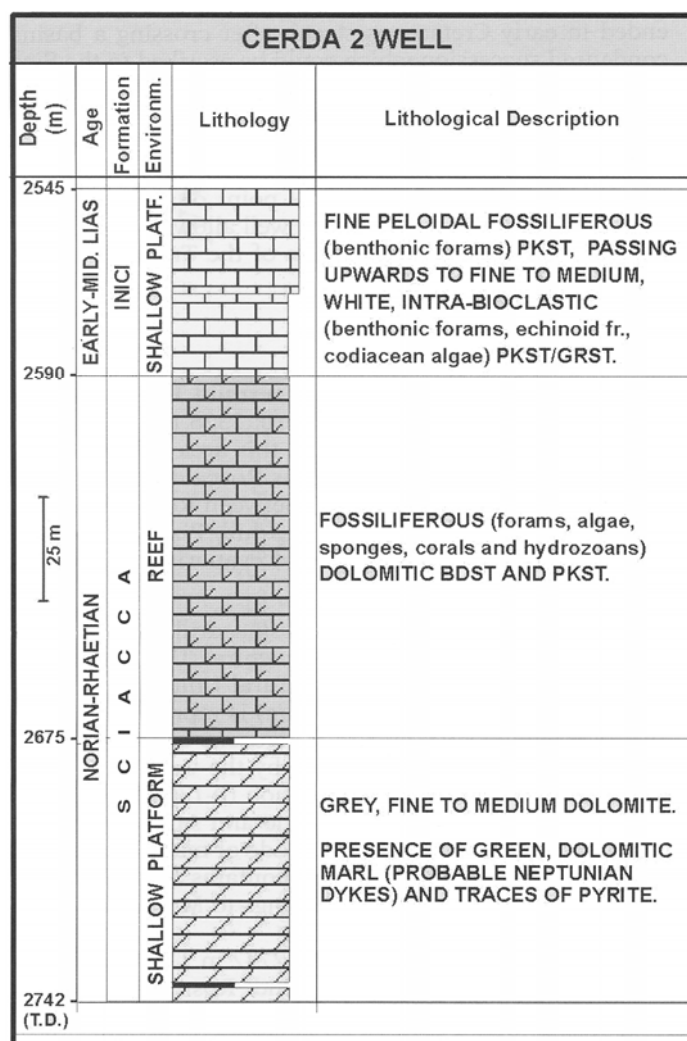 CERDA 2 WELL
Depth
(m)
Age
Formation
Environm.
Lithology
Lithological Description
2545
EARLY-MID. LIAS
INICI
SHALLOW PLATF.
FINE PELOIDAL FOSSILIFEROUS
(benthonic forams) PKST, PASSING
UPWARDS TO FINE TO MEDIUM,
WHITE, INTRA-BIOCLASTIC
(benthonic forams, echinoid fr.,
codiacean algae) PKST/GRST.
2590
25 m
NORIAN-RHAETIAN
SCIACCA
REEF
FOSSILIFEROUS (forams, algae,
sponges, corals and hydrozoans)
DOLOMITIC BDST AND PKST.
2675
SHALLOW PLATFORM
GREY, FINE TO MEDIUM DOLOMITE.
PRESENCE OF GREEN, DOLOMITIC
MARL (PROBABLE NEPTUNIAN
DYKES) AND TRACES OF PYRITE.
2742
(T.D.)